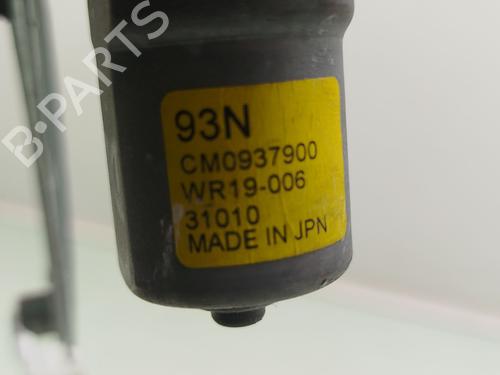 B-PARTS
93N
CM0937900
WR19-006
31010
MADE IN JPN